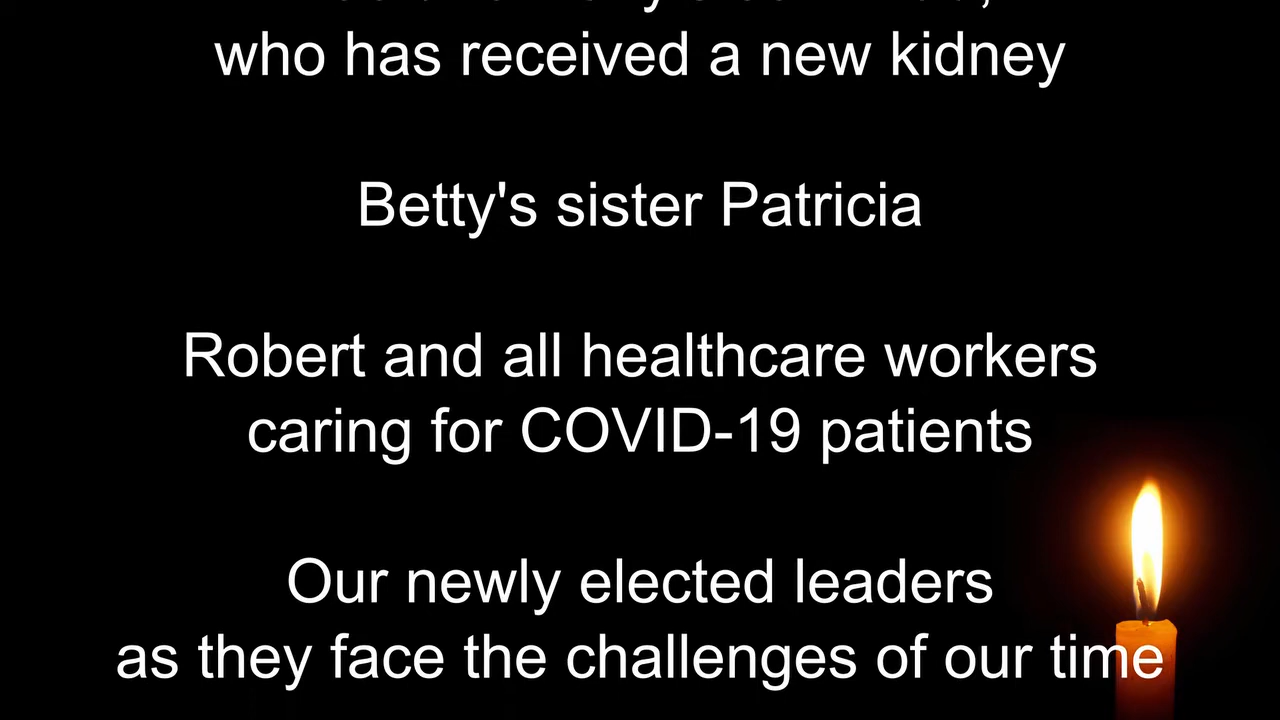 who has received a new kidney
Betty's sister Patricia
Robert and all healthcare workers
caring for COVID-19 patients
Our newly elected leaders
as they face the challenges of our time